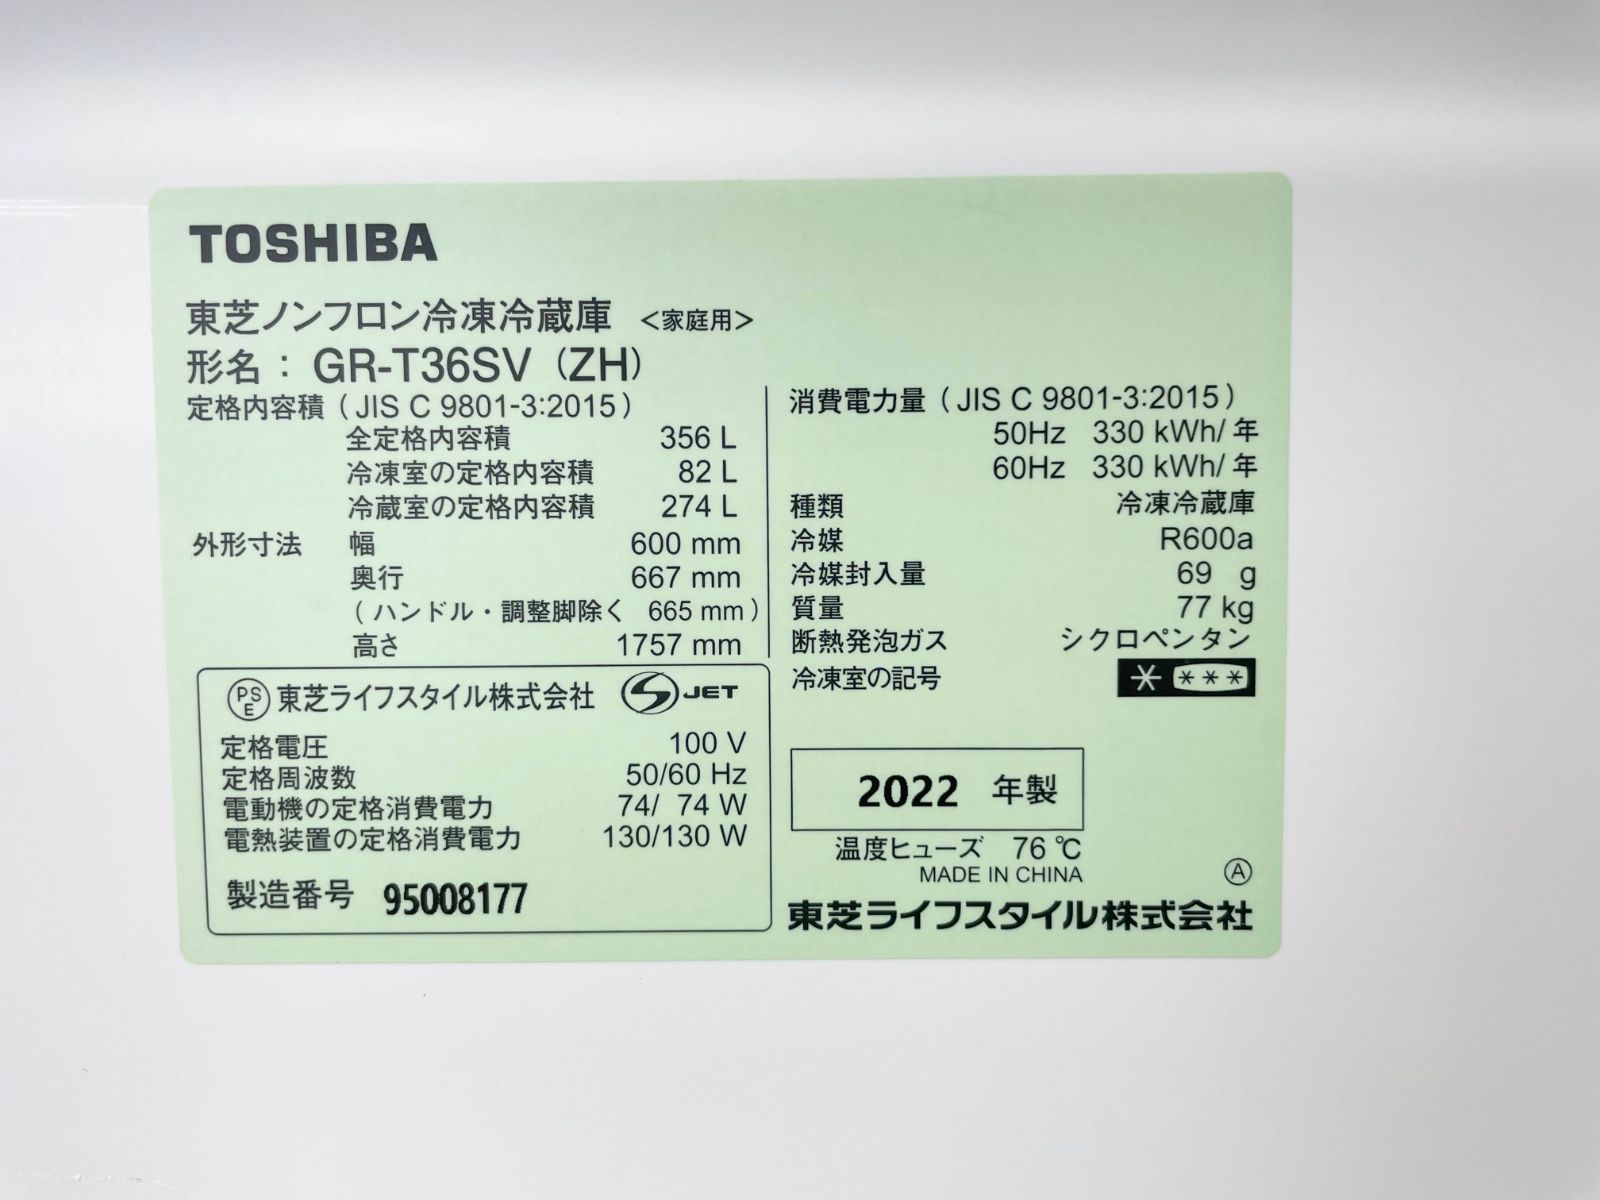 TOSHIBA
東芝ノンフロン冷凍冷蔵庫 <家庭用>
形名: GR-T36SV (ZH)
定格内容積 (JIS C 9801-3:2015)
全定格内容積 356 L
冷凍室の定格内容積 82 L
冷蔵室の定格内容積 274 L
外形寸法 幅 600 mm
奥行 667 mm
(ハンドル・調整脚除く 665 mm)
高さ 1757 mm
PSE 東芝ライフスタイル株式会社 S JET
定格電圧 100 V
定格周波数 50/60 Hz
電動機の定格消費電力 74/ 74 W
電熱装置の定格消費電力 130/130 W
製造番号 95008177
消費電力量 (JIS C 9801-3:2015)
50Hz 330 kWh/年
60Hz 330 kWh/年
種類 冷凍冷蔵庫
冷媒 R600a
冷媒封入量 69 g
質量 77 kg
断熱発泡ガス シクロペンタン
冷凍室の記号 * ***
2022 年製
温度ヒューズ 76 ℃
MADE IN CHINA Ⓐ
東芝ライフスタイル株式会社